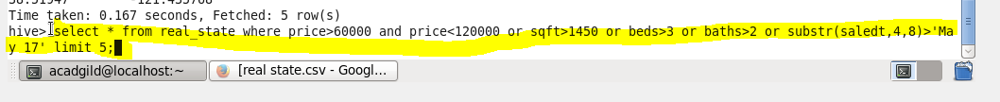 Time taken: 0.167 seconds, Fetched: 5 row(s)
hive> select * from real_state where price>60000 and price<120000 or sqft>1450 or beds>3 or baths>2 or substr(saledt,4,8)>'Ma
y 17' limit 5;
acadgild@localhost:~ [real state.csv - Googl...